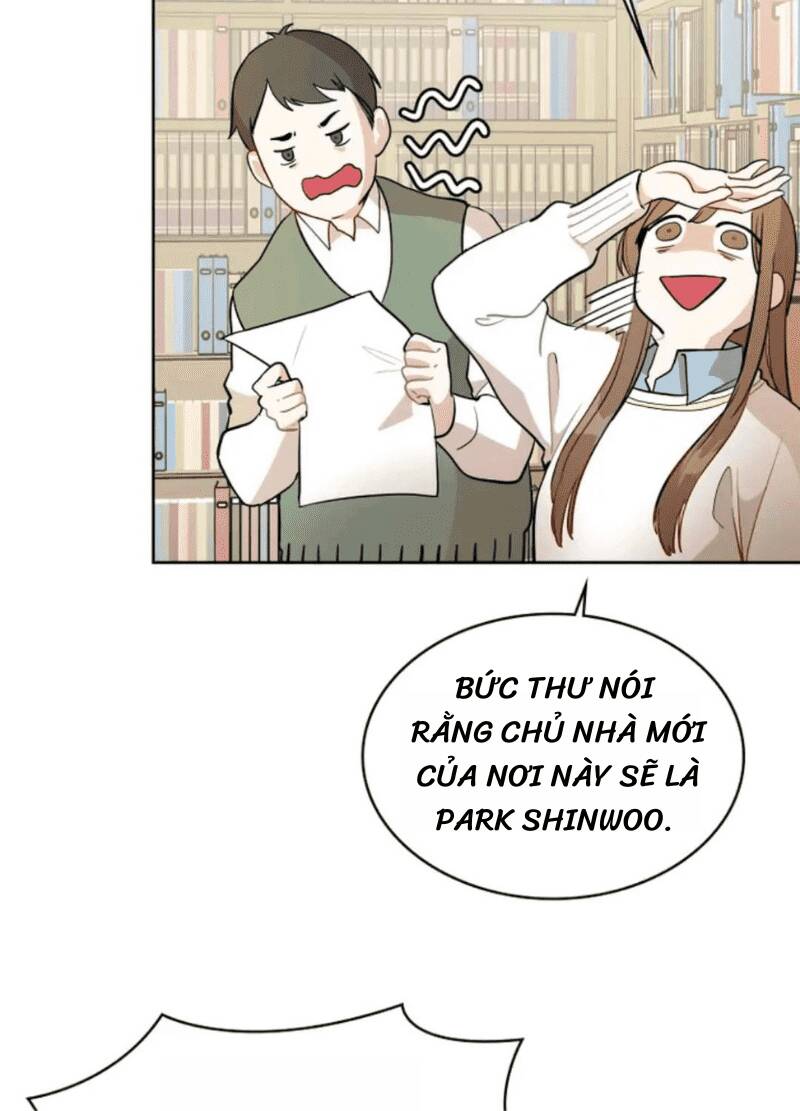 BỨC THƯ NÓI
RẰNG CHỦ NHÀ MỚI
CỦA NƠI NÀY SẼ LÀ
PARK SHINWOO.